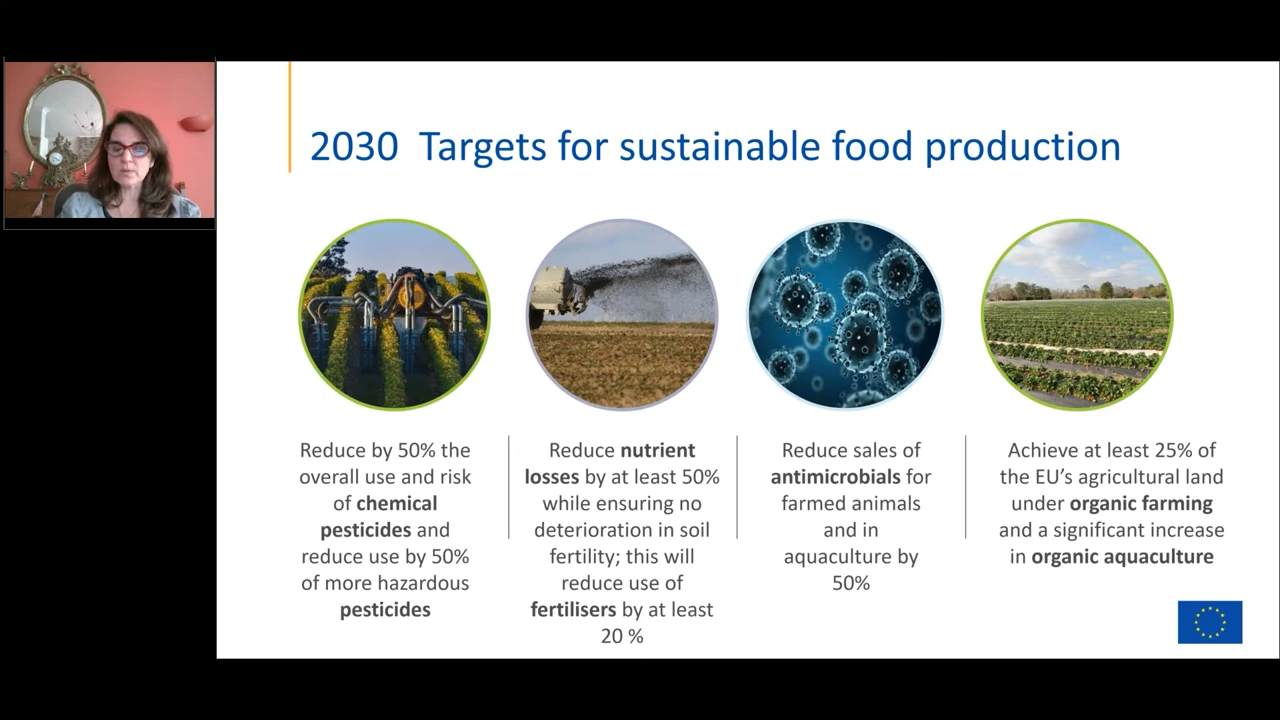 2030 Targets for sustainable food production
Reduce by 50% the
overall use and risk
of chemical
pesticides and
reduce use by 50%
of more hazardous
pesticides
Reduce nutrient
losses by at least 50%
while ensuring no
deterioration in soil
fertility; this will
reduce use of
fertilisers by at least
20 %
Reduce sales of
antimicrobials for
farmed animals
and in
aquaculture by
50%
Achieve at least 25% of
the EU’s agricultural land
under organic farming
and a significant increase
in organic aquaculture